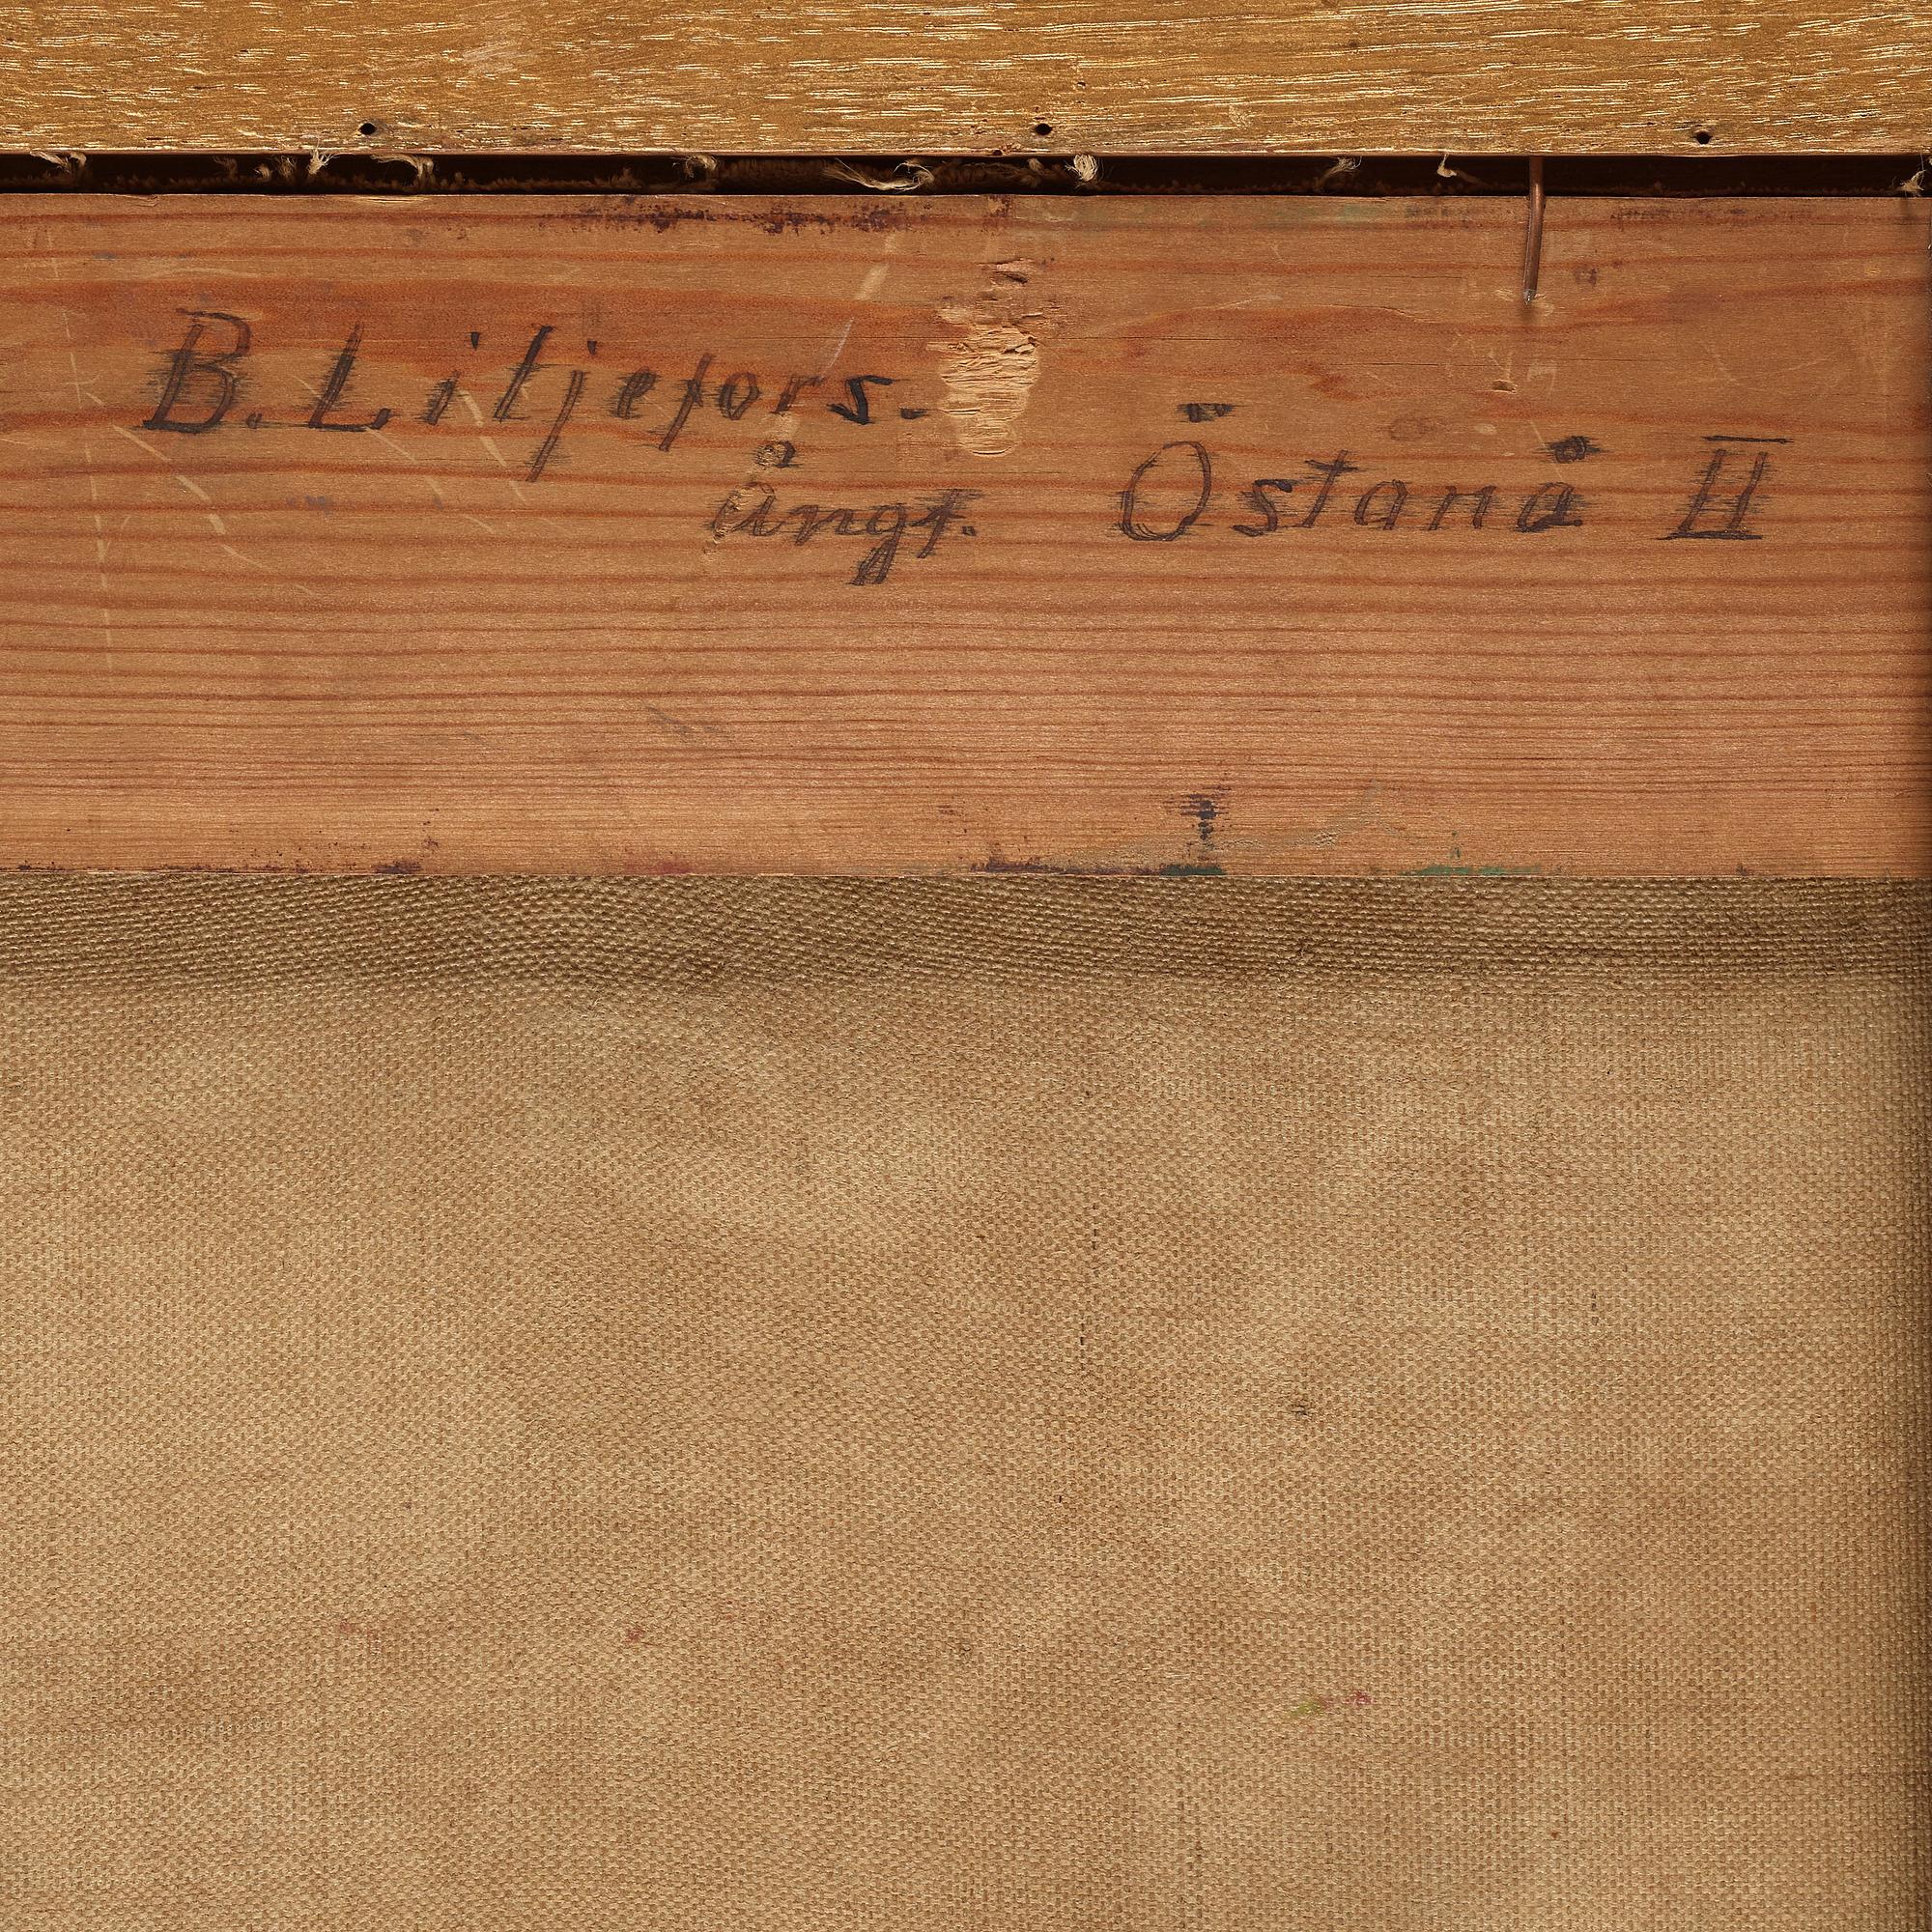 B. Liljefors.
ångf. Östanå II